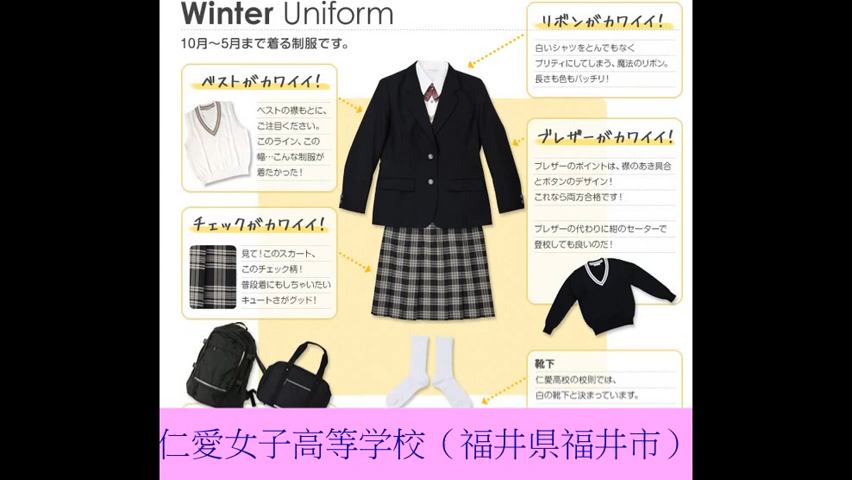 Winter Uniform
10月～5月まで着る制服です。
ベストがカワイイ!
ベストの襟もとに、
ご注目ください。
このライン、この
幅…こんな制服が
着たかった!
チェックがカワイイ!
見て!このスカート、
このチェック柄!
普段着にもしちゃいたい
キュートさがグッド!
リボンがカワイイ!
白いシャツをとんでもなく
プリティにしてしまう、魔法のリボン。
長さも色もバッチリ!
ブレザーがカワイイ!
ブレザーのポイントは、襟のあき具合
とボタンのデザイン!
これなら両方合格です!
ブレザーの代わりに紺のセーターで
登校しても良いのだ!
靴下
仁愛高校の校則では、
白の靴下と決まっています。
仁愛女子高等学校（福井県福井市）